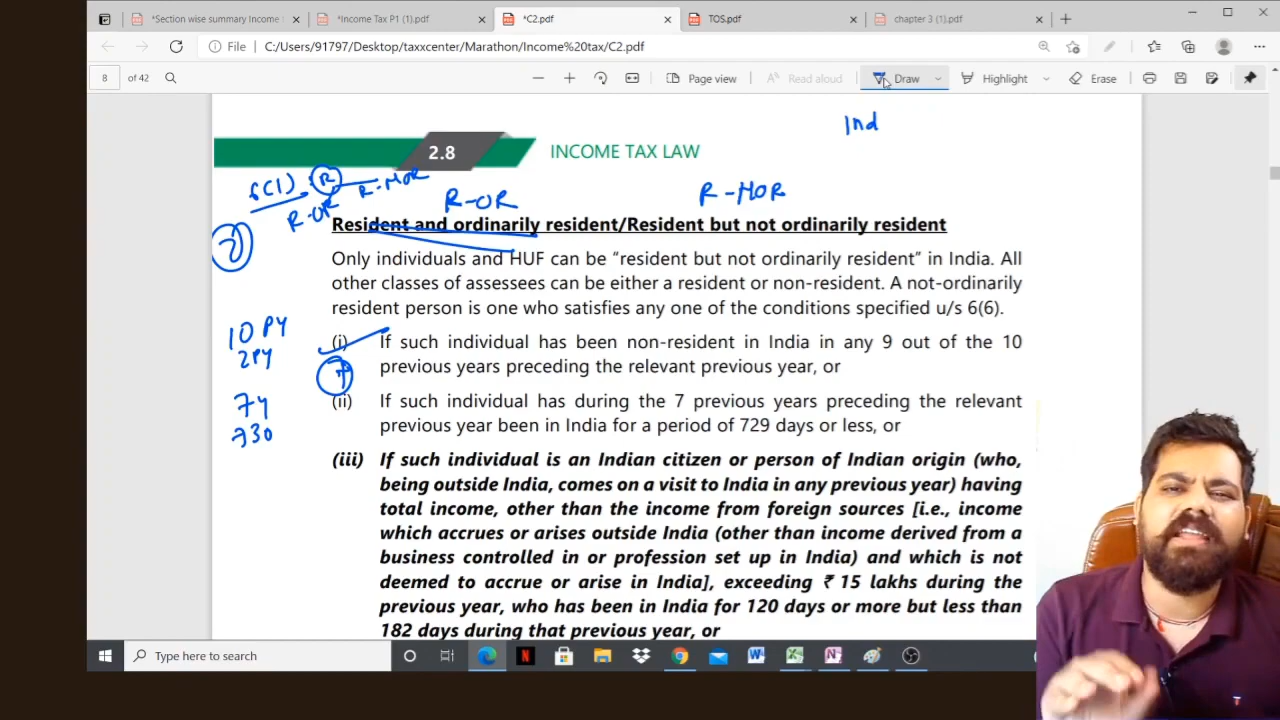 *Section wise summary Income
*Income Tax P1 (1).pdf
*C2.pdf
TOS.pdf
chapter 3 (1).pdf
File
C:/Users/91797/Desktop/taxxcenter/Marathon/Income%20tax/C2.pdf
8 of 42
Page view
Read aloud
Draw
Highlight
Erase
Ind
2.8 INCOME TAX LAW
6(1) R R-NOR
R-OR
R-OR R-NOR
Resident and ordinarily resident/Resident but not ordinarily resident
Only individuals and HUF can be “resident but not ordinarily resident” in India. All
other classes of assessees can be either a resident or non-resident. A not-ordinarily
resident person is one who satisfies any one of the conditions specified u/s 6(6).
10 PY
2PY
7Y
730
(i) If such individual has been non-resident in India in any 9 out of the 10
previous years preceding the relevant previous year, or
(ii) If such individual has during the 7 previous years preceding the relevant
previous year been in India for a period of 729 days or less, or
(iii) If such individual is an Indian citizen or person of Indian origin (who,
being outside India, comes on a visit to India in any previous year) having
total income, other than the income from foreign sources [i.e., income
which accrues or arises outside India (other than income derived from a
business controlled in or profession set up in India) and which is not
deemed to accrue or arise in India], exceeding ₹ 15 lakhs during the
previous year, who has been in India for 120 days or more but less than
182 days during that previous year, or
Type here to search